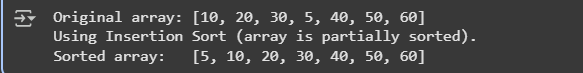 Original array: [10, 20, 30, 5, 40, 50, 60]
Using Insertion Sort (array is partially sorted).
Sorted array:   [5, 10, 20, 30, 40, 50, 60]